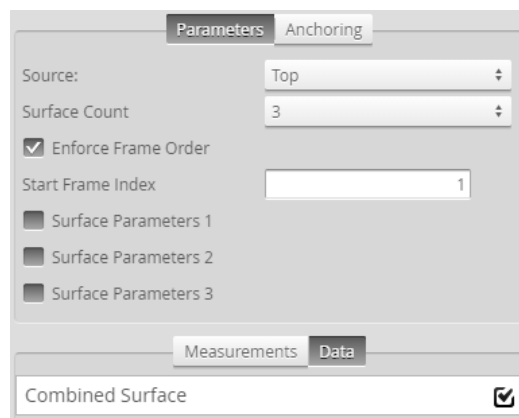 Parameters Anchoring
Source: Top
Surface Count 3
Enforce Frame Order
Start Frame Index 1
Surface Parameters 1
Surface Parameters 2
Surface Parameters 3
Measurements Data
Combined Surface